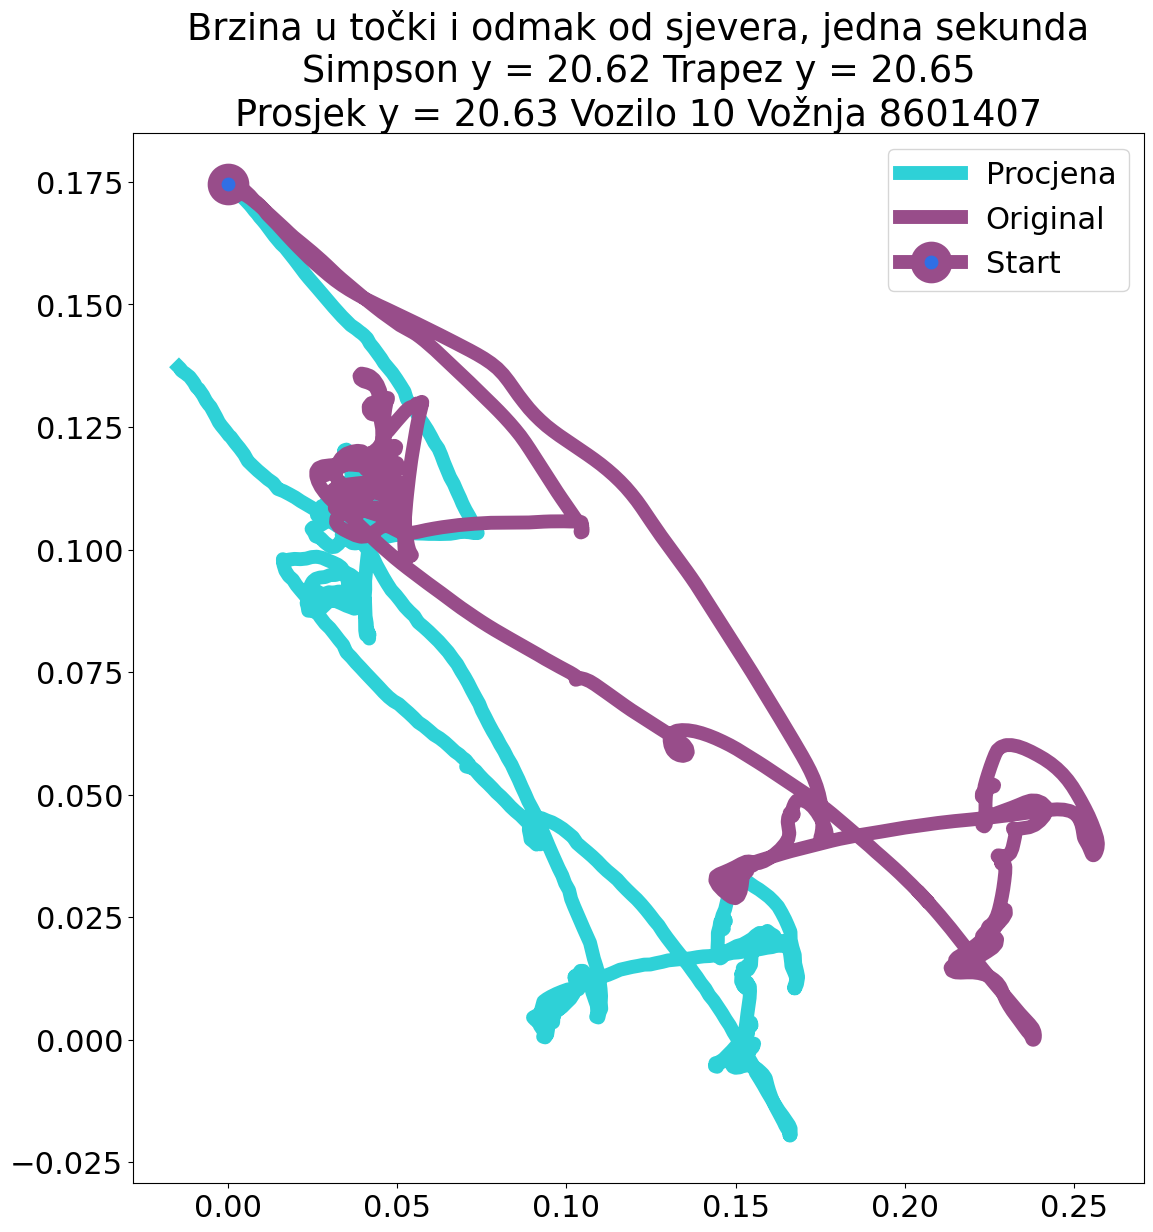 Brzina u točki i odmak od sjevera, jedna sekunda
Simpson y = 20.62 Trapez y = 20.65
Prosjek y = 20.63 Vozilo 10 Vožnja 8601407
Procjena
Original
Start
0.175
0.150
0.125
0.100
0.075
0.050
0.025
0.000
−0.025
0.00 0.05 0.10 0.15 0.20 0.25